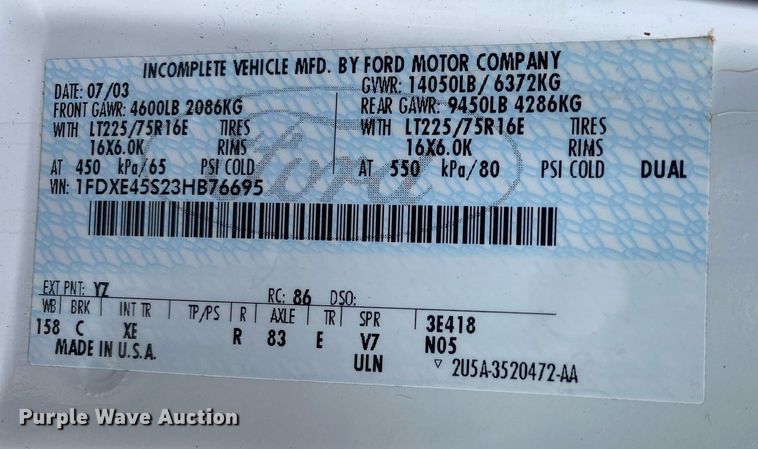 INCOMPLETE VEHICLE MFD. BY FORD MOTOR COMPANY
DATE: 07/03 GVWR: 14050LB/ 6372KG
FRONT GAWR: 4600LB 2086KG REAR GAWR: 9450LB 4286KG
WITH LT225/75R16E TIRES WITH LT225/75R16E TIRES
16X6.0K RIMS 16X6.0K RIMS
AT 450 kPa/65 PSI COLD AT 550 kPa/80 PSI COLD DUAL
VIN: 1FDXE45S23HB76695
Ford
EXT PNT: YZ RC: 86 DSO:
WB BRK INT TR TP/PS R AXLE TR SPR 3E418
158 C XE R 83 E V7 N05
MADE IN U.S.A. ULN ▽ 2U5A-3520472-AA
Purple Wave Auction